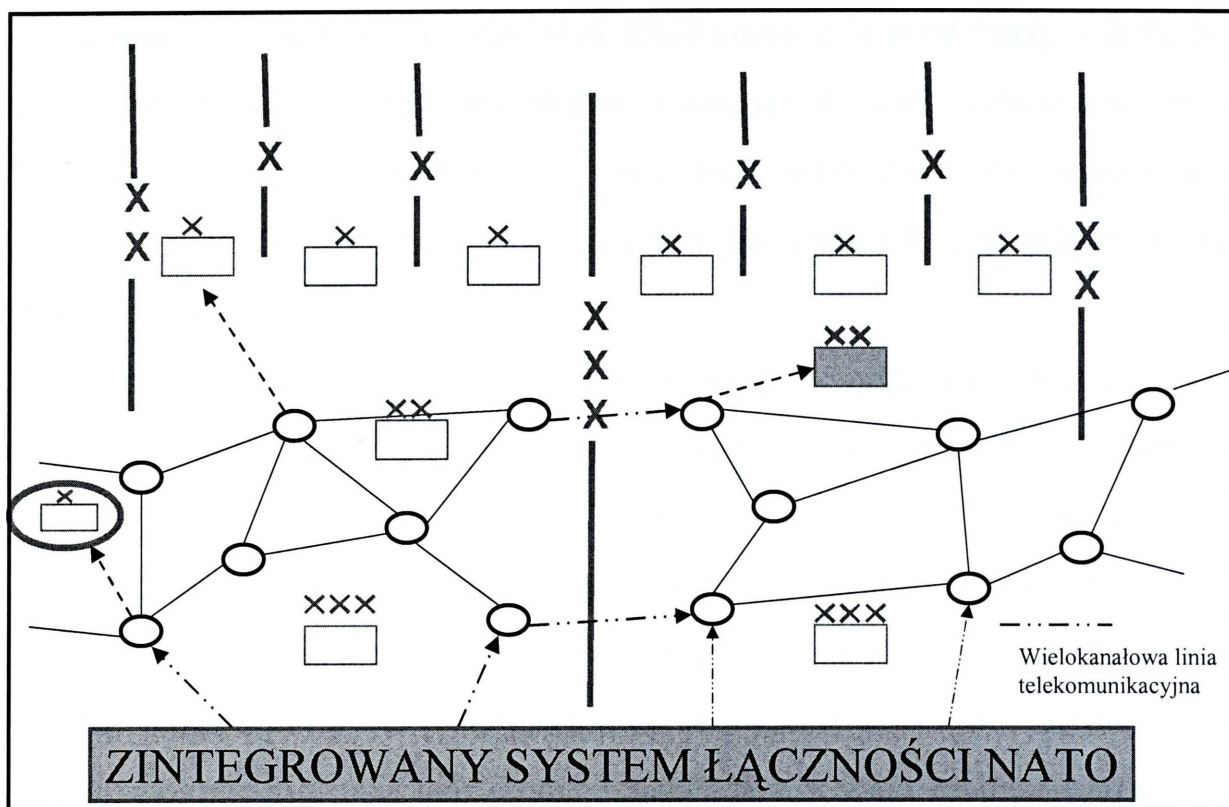 X X X X X
X X X
X X X X X X
X
X X X
X
X X
X
X X X X X X
Wielokanałowa linia
telekomunikacyjna
ZINTEGROWANY SYSTEM ŁĄCZNOŚCI NATO